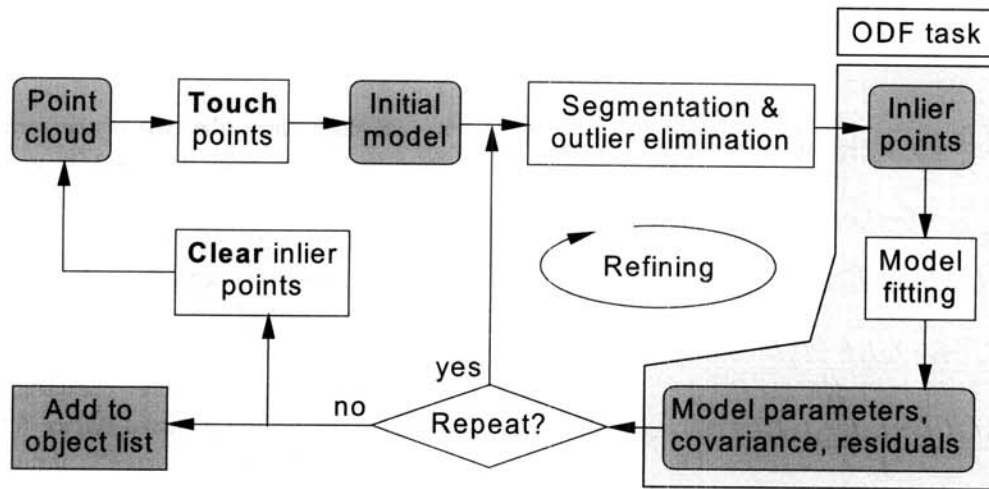 ODF task
Point
cloud
Touch
points
Initial
model
Segmentation &
outlier elimination
Inlier
points
Clear inlier
points
Refining
Model
fitting
yes
no
Add to
object list
Repeat?
Model parameters,
covariance, residuals